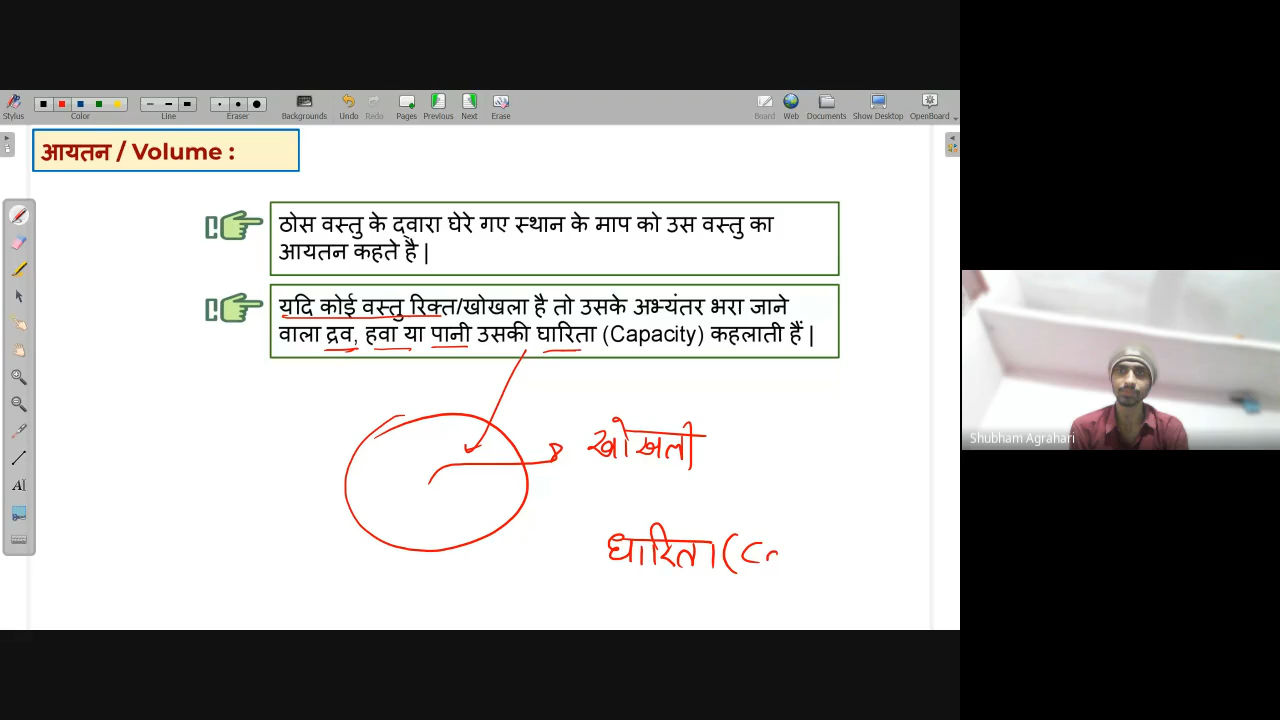 Stylus
Color
Line
Eraser
Backgrounds
Undo
Redo
Pages
Previous
Next
Erase
Board
Web
Documents
Show Desktop
OpenBoard
आयतन / Volume :
ठोस वस्तु के द्वारा घेरे गए स्थान के माप को उस वस्तु का
आयतन कहते है |
यदि कोई वस्तु रिक्त/खोखला है तो उसके अभ्यंतर भरा जाने
वाला द्रव, हवा या पानी उसकी घारिता (Capacity) कहलाती हैं |
खोखली
धारिता (Ca
Shubham Agrahari